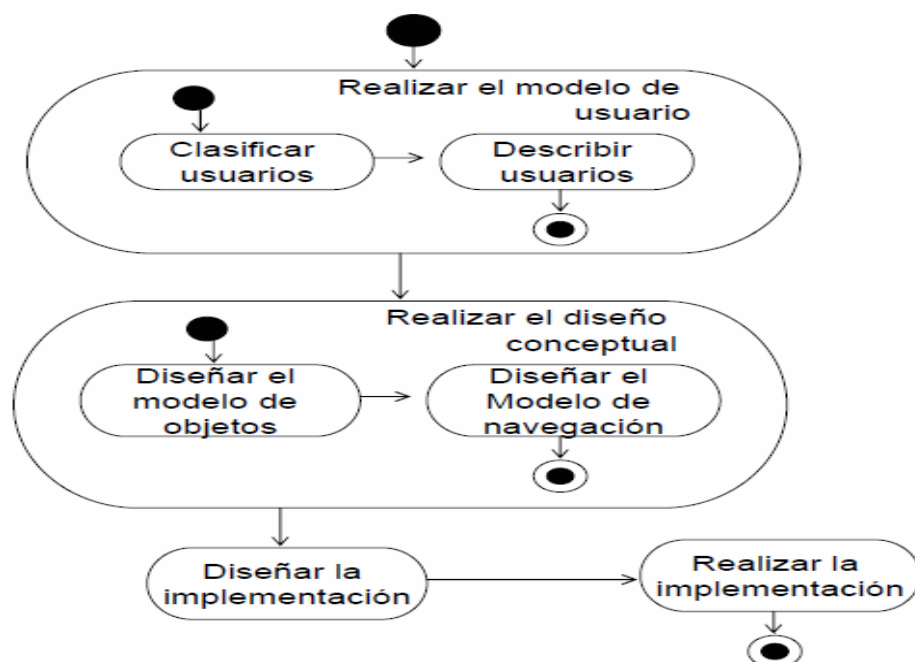 Realizar el modelo de
usuario
Clasificar
usuarios
Describir
usuarios
Realizar el diseño
conceptual
Diseñar el
modelo de
objetos
Diseñar el
Modelo de
navegación
Diseñar la
implementación
Realizar la
implementación